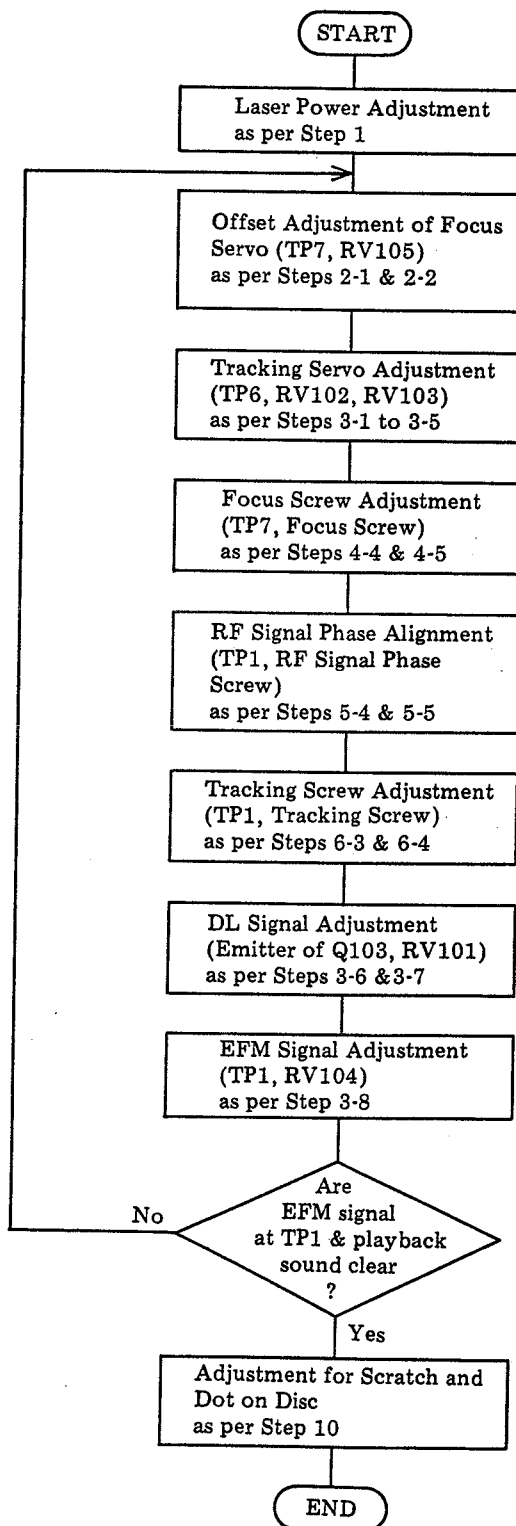 START
Laser Power Adjustment
as per Step 1
Offset Adjustment of Focus
Servo (TP7, RV105)
as per Steps 2-1 & 2-2
Tracking Servo Adjustment
(TP6, RV102, RV103)
as per Steps 3-1 to 3-5
Focus Screw Adjustment
(TP7, Focus Screw)
as per Steps 4-4 & 4-5
RF Signal Phase Alignment
(TP1, RF Signal Phase
Screw)
as per Steps 5-4 & 5-5
Tracking Screw Adjustment
(TP1, Tracking Screw)
as per Steps 6-3 & 6-4
DL Signal Adjustment
(Emitter of Q103, RV101)
as per Steps 3-6 &3-7
EFM Signal Adjustment
(TP1, RV104)
as per Step 3-8
Are
EFM signal
at TP1 & playback
sound clear
?
No
Yes
Adjustment for Scratch and
Dot on Disc
as per Step 10
END